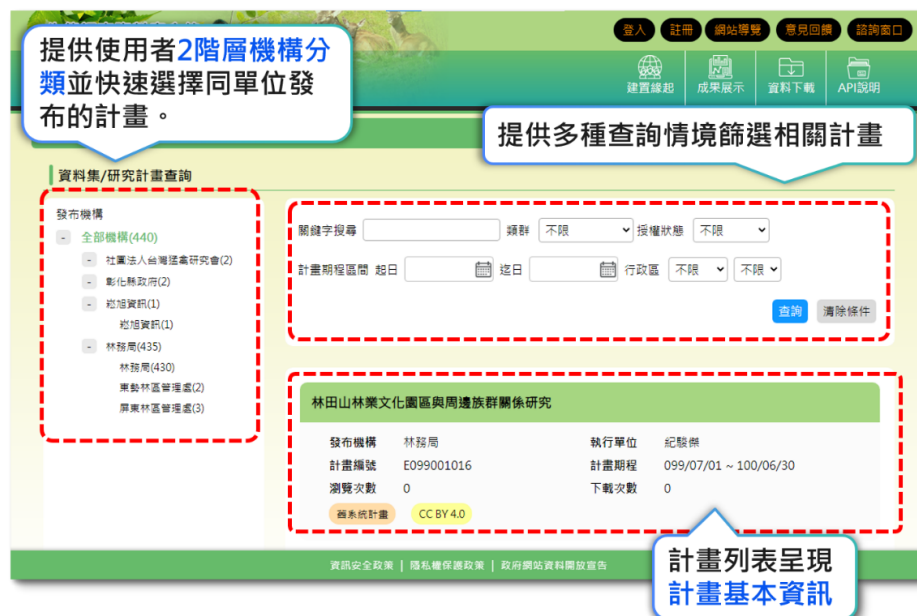 登入 註冊 網站導覽 意見回饋 諮詢窗口
建置緣起 成果展示 資料下載 API說明
提供使用者2階層機構分
類並快速選擇同單位發
布的計畫。
提供多種查詢情境篩選相關計畫
資料集/研究計畫查詢
發布機構
- 全部機構(440)
- 社團法人台灣猛禽研究會(2)
- 彰化縣政府(2)
- 崧旭資訊(1)
崧旭資訊(1)
- 林務局(435)
林務局(430)
東勢林區管理處(2)
屏東林區管理處(3)
關鍵字搜尋 類群 不限 授權狀態 不限
計畫期程區間 起日 迄日 行政區 不限 不限
查詢 清除條件
林田山林業文化園區與周邊族群關係研究
發布機構 林務局 執行單位 紀駿傑
計畫編號 E099001016 計畫期程 099/07/01 ~ 100/06/30
瀏覽次數 0 下載次數 0
舊系統計畫 CC BY 4.0
計畫列表呈現
計畫基本資訊
資訊安全政策 | 隱私權保護政策 | 政府網站資料開放宣告